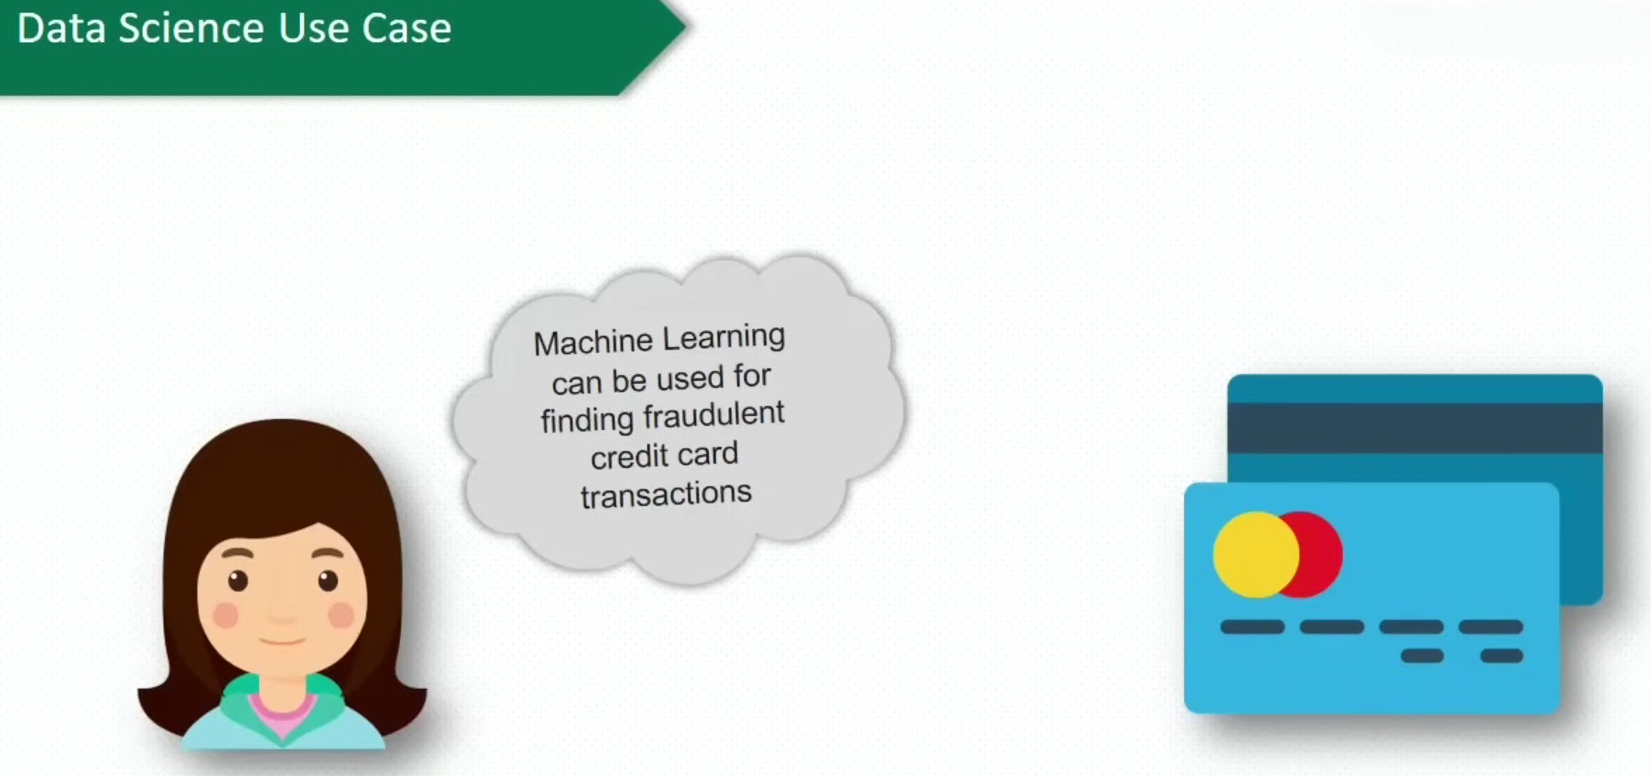 Data Science Use Case
Machine Learning
can be used for
finding fraudulent
credit card
transactions